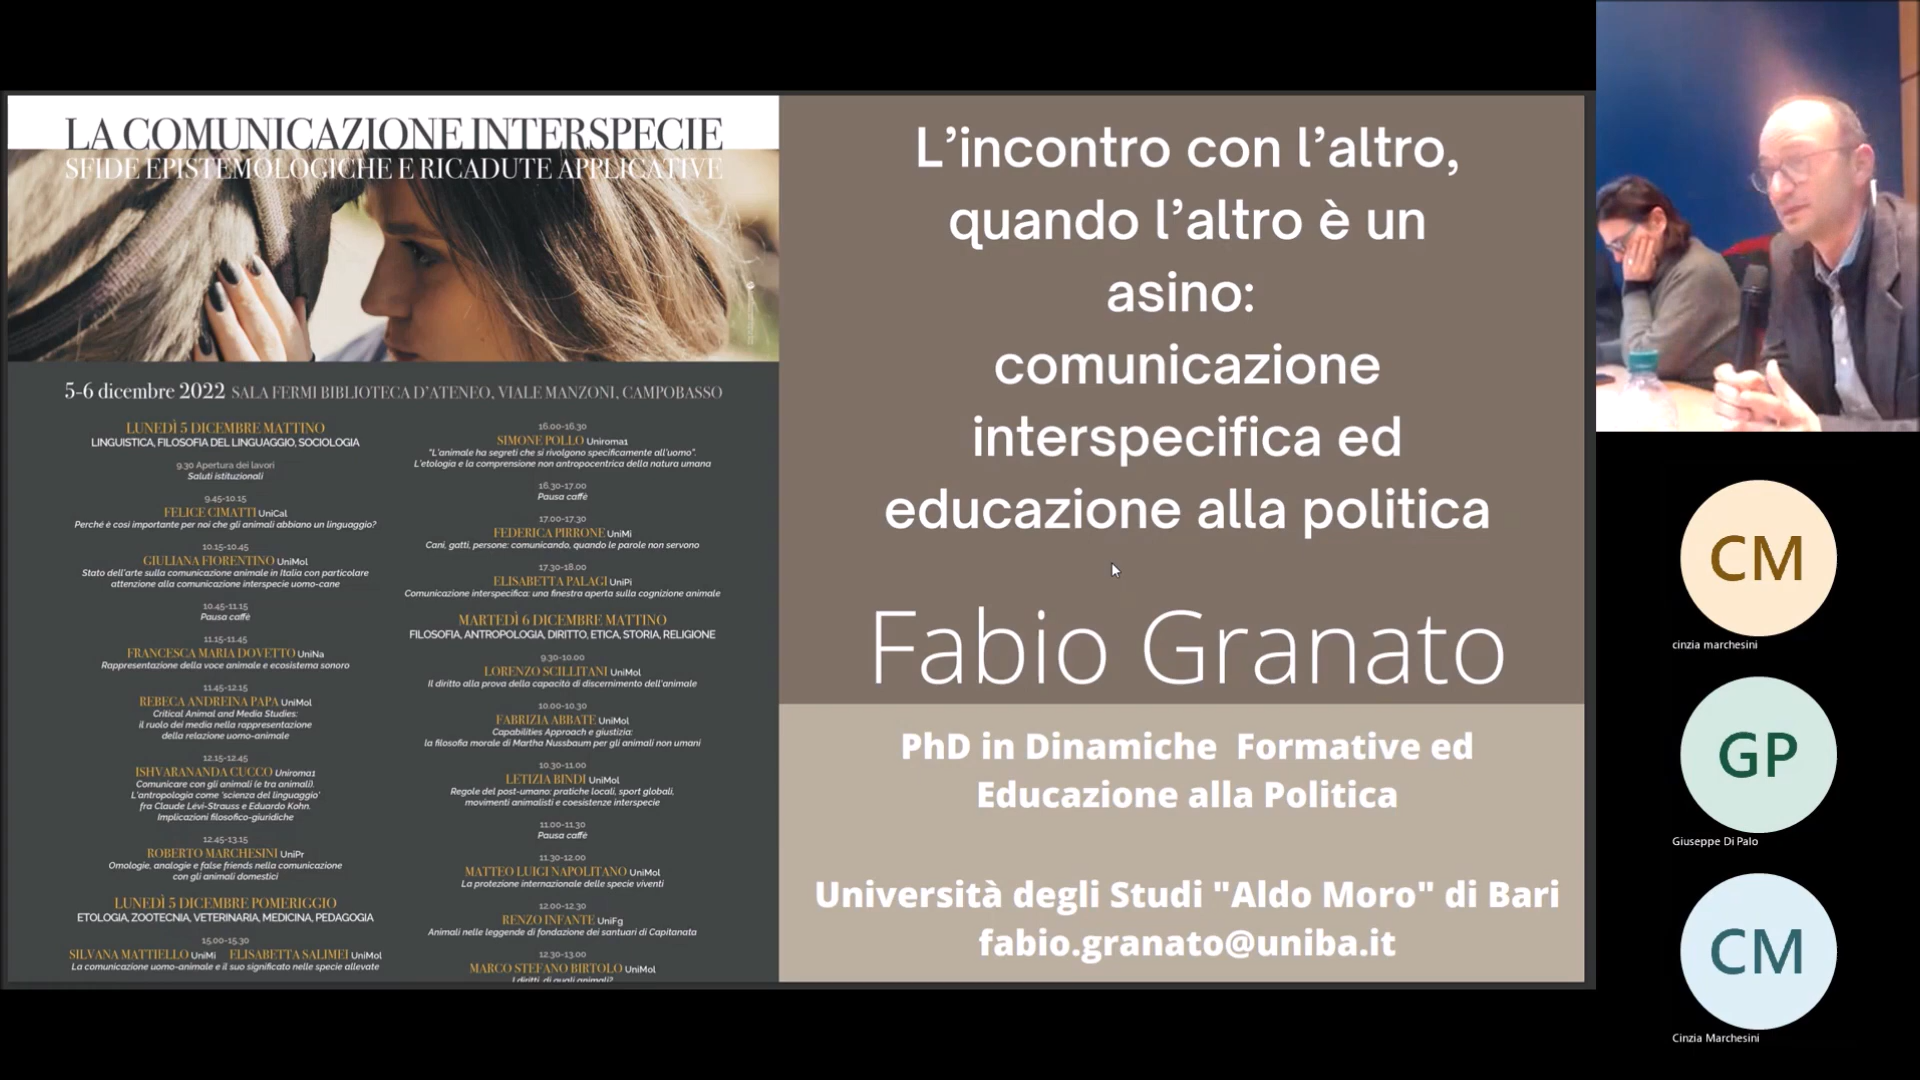 LA COMUNICAZIONE INTERSPECIE
SFIDE EPISTEMOLOGICHE E RICADUTE APPLICATIVE
5-6 dicembre 2022 SALA FERMI BIBLIOTECA D'ATENEO, VIALE MANZONI, CAMPOBASSO
LUNEDÌ 5 DICEMBRE MATTINO
LINGUISTICA, FILOSOFIA DEL LINGUAGGIO, SOCIOLOGIA
9.30 Apertura dei lavori
Saluti istituzionali
9.45-10.15
FELICE CIMATTI UniCal
Perché è così importante per noi che gli animali abbiano un linguaggio?
10.15-10.45
GIULIANA FIORENTINO UniMol
Stato dell'arte sulla comunicazione animale in Italia con particolare
attenzione alla comunicazione interspecie uomo-cane
10.45-11.15
Pausa caffè
11.15-11.45
FRANCESCA MARIA DOVETTO UniNa
Rappresentazione della voce animale e ecosistema sonoro
11.45-12.15
REBECA ANDREINA PAPA UniMol
Critical Animal and Media Studies:
il ruolo dei media nella rappresentazione
della relazione uomo-animale
12.15-12.45
ISHVARANANDA CUCCO Uniroma1
Comunicare con gli animali (e tra animali).
L'antropologia come 'scienza del linguaggio'
fra Claude Lévi-Strauss e Eduardo Kohn.
Implicazioni filosofico-giuridiche
12.45-13.15
ROBERTO MARCHESINI UniPr
Omologie, analogie e false friends nella comunicazione
con gli animali domestici
LUNEDÌ 5 DICEMBRE POMERIGGIO
ETOLOGIA, ZOOTECNIA, VETERINARIA, MEDICINA, PEDAGOGIA
15.00-15.30
SILVANA MATTIELLO UniMi ELISABETTA SALIMEI UniMol
La comunicazione uomo-animale e il suo significato nelle specie allevate
16.00-16.30
SIMONE POLLO Uniroma1
"L'animale ha segreti che si rivolgono specificamente all'uomo".
L'etologia e la comprensione non antropocentrica della natura umana
16.30-17.00
Pausa caffè
17.00-17.30
FEDERICA PIRRONE UniMi
Cani, gatti, persone: comunicando, quando le parole non servono
17.30-18.00
ELISABETTA PALAGI UniPi
Comunicazione interspecifica: una finestra aperta sulla cognizione animale
MARTEDÌ 6 DICEMBRE MATTINO
FILOSOFIA, ANTROPOLOGIA, DIRITTO, ETICA, STORIA, RELIGIONE
9.30-10.00
LORENZO SCILLITANI UniMol
Il diritto alla prova della capacità di discernimento dell'animale
10.00-10.30
FABRIZIA ABBATE UniMol
Capabilities Approach e giustizia:
la filosofia morale di Martha Nussbaum per gli animali non umani
10.30-11.00
LETIZIA BINDI UniMol
Regole del post-umano: pratiche locali, sport globali,
movimenti animalisti e coesistenze interspecie
11.00-11.30
Pausa caffè
11.30-12.00
MATTEO LUIGI NAPOLITANO UniMol
La protezione internazionale delle specie viventi
12.00-12.30
RENZO INFANTE UniFg
Animali nelle leggende di fondazione dei santuari di Capitanata
12.30-13.00
MARCO STEFANO BIRTOLO UniMol
I diritti, di quali animali?
L'incontro con l'altro,
quando l'altro è un
asino:
comunicazione
interspecifica ed
educazione alla politica
Fabio Granato
PhD in Dinamiche Formative ed
Educazione alla Politica
Università degli Studi "Aldo Moro" di Bari
fabio.granato@uniba.it
CM
cinzia marchesini
GP
Giuseppe Di Palo
CM
Cinzia Marchesini